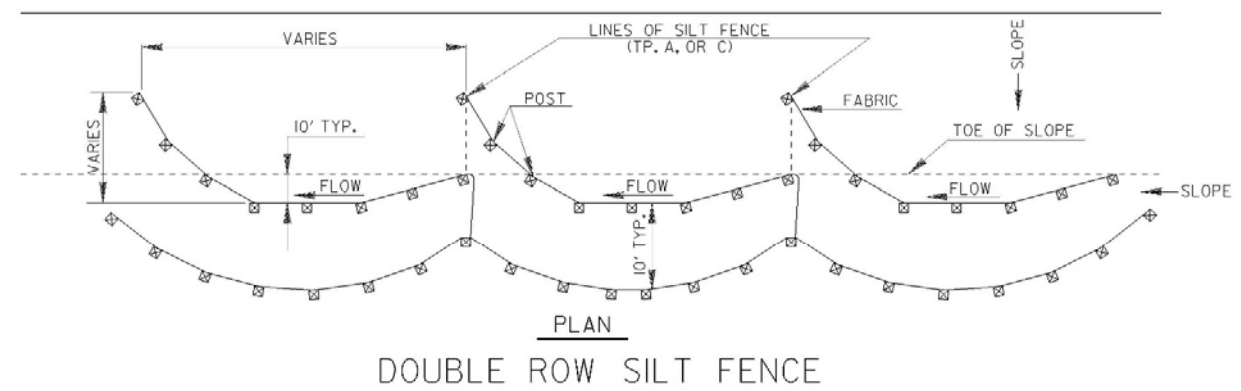 VARIES
LINES OF SILT FENCE
(TP. A, OR C)
SLOPE
POST
FABRIC
VARIES
10' TYP.
TOE OF SLOPE
FLOW
FLOW
FLOW
SLOPE
10' TYP.
PLAN
DOUBLE ROW SILT FENCE